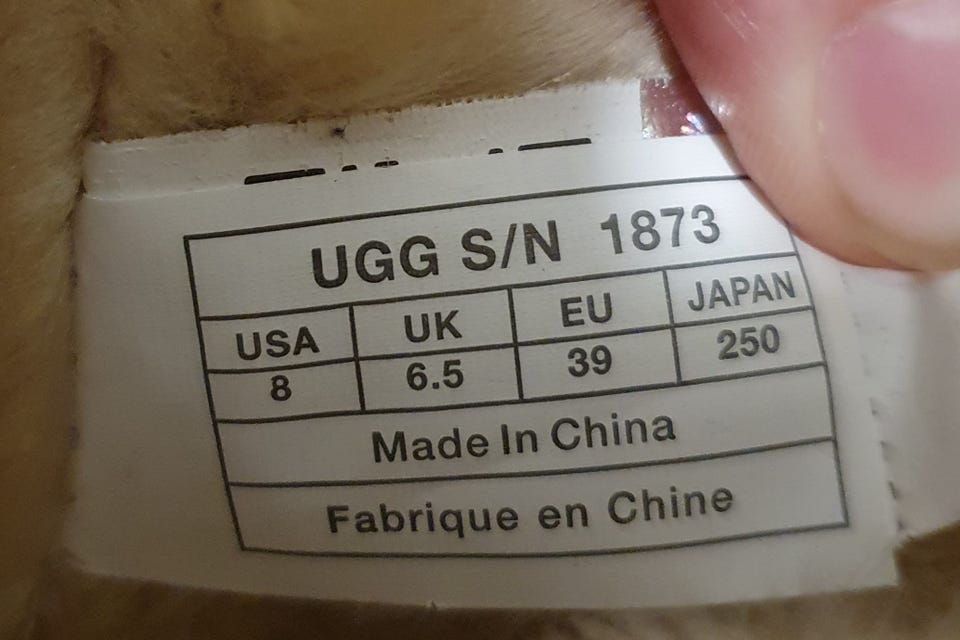 UGG S/N 1873
USA UK EU JAPAN
8 6.5 39 250
Made In China
Fabrique en Chine